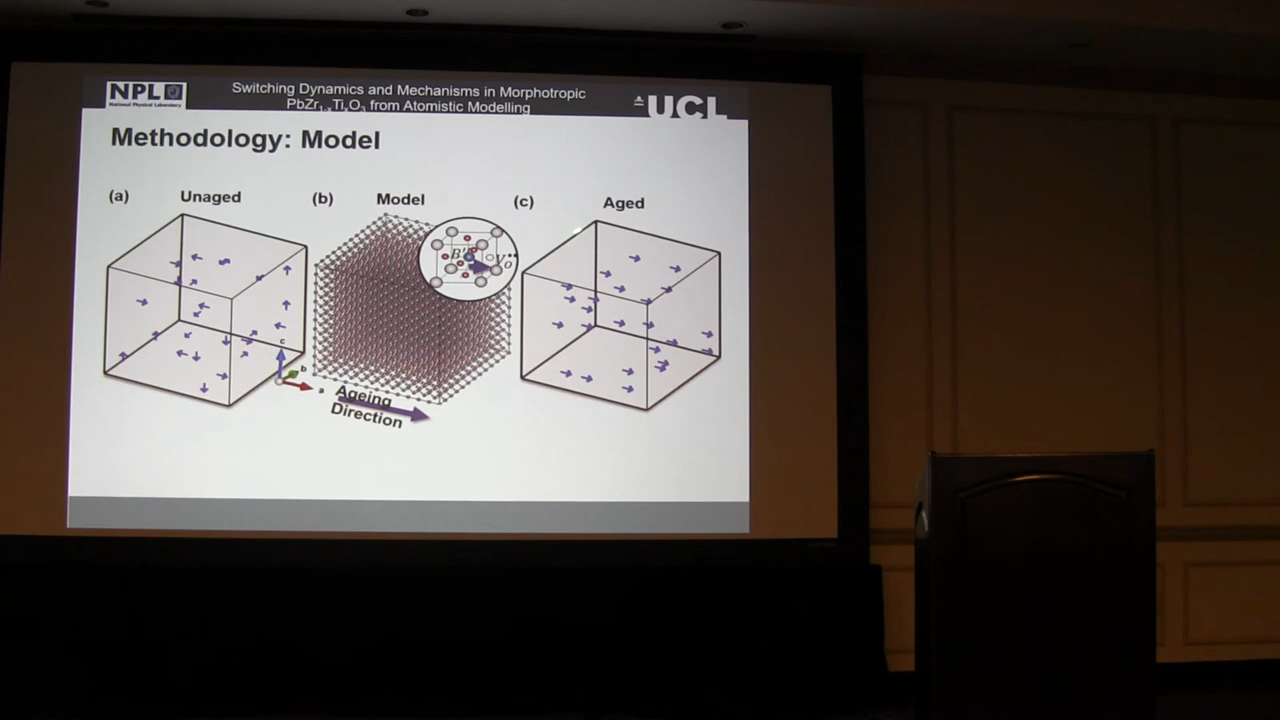 NPL
National Physical Laboratory
Switching Dynamics and Mechanisms in Morphotropic
PbZr1-xTixO3 from Atomistic Modelling
UCL
Methodology: Model
(a) Unaged (b) Model (c) Aged
B'' V_O^••
c
b
a
Ageing
Direction